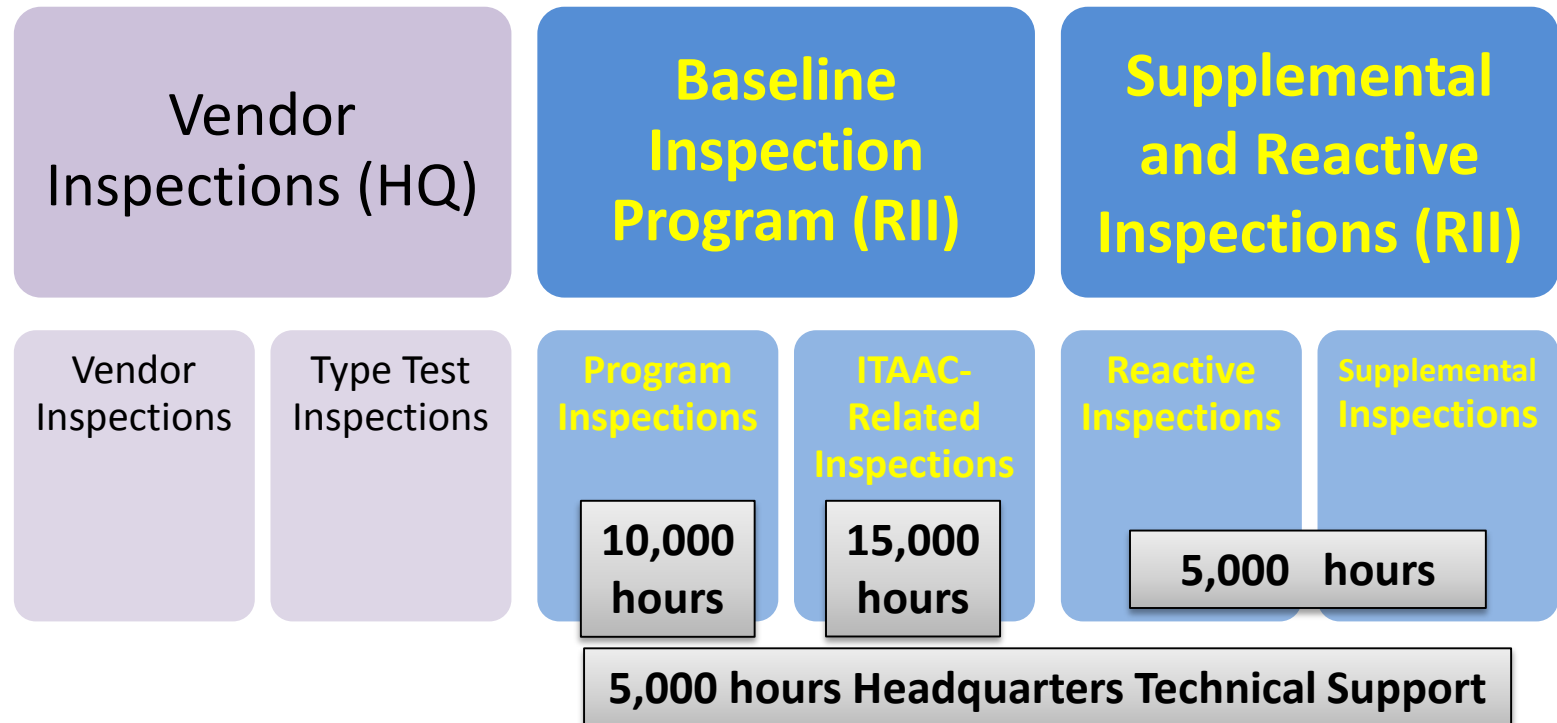 Vendor
Inspections (HQ)
Baseline
Inspection
Program (RII)
Supplemental
and Reactive
Inspections (RII)
Vendor
Inspections
Type Test
Inspections
Program
Inspections
10,000
hours
ITAAC-
Related
Inspections
15,000
hours
Reactive
Inspections
Supplemental
Inspections
5,000 hours
5,000 hours Headquarters Technical Support